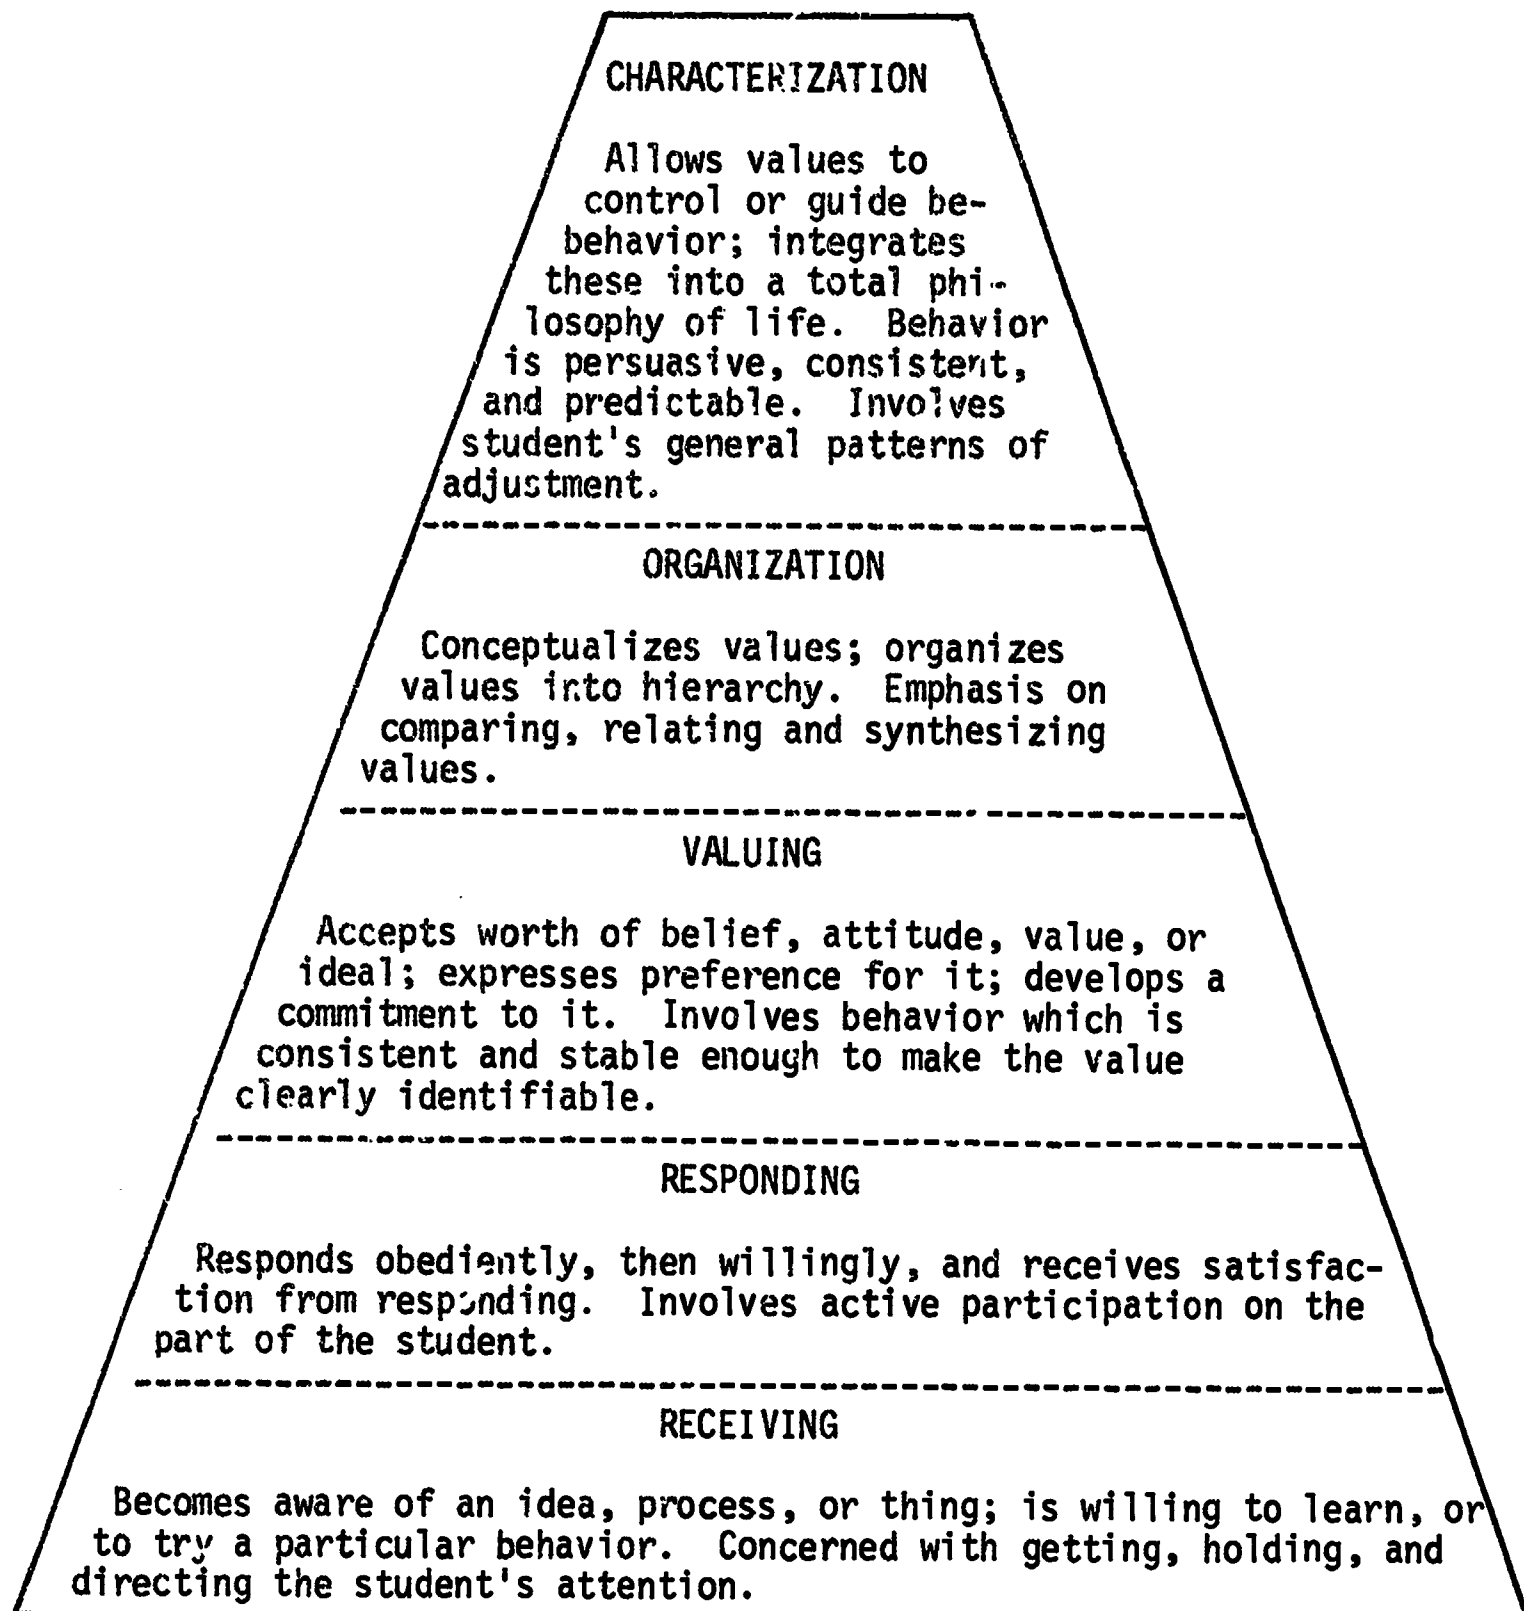 CHARACTERIZATION
Allows values to
control or guide be-
behavior; integrates
these into a total phi-
losophy of life. Behavior
is persuasive, consistent,
and predictable. Involves
student's general patterns of
adjustment.
ORGANIZATION
Conceptualizes values; organizes
values into hierarchy. Emphasis on
comparing, relating and synthesizing
values.
VALUING
Accepts worth of belief, attitude, value, or
ideal; expresses preference for it; develops a
commitment to it. Involves behavior which is
consistent and stable enough to make the value
clearly identifiable.
RESPONDING
Responds obediently, then willingly, and receives satisfac-
tion from responding. Involves active participation on the
part of the student.
RECEIVING
Becomes aware of an idea, process, or thing; is willing to learn, or
to try a particular behavior. Concerned with getting, holding, and
directing the student's attention.